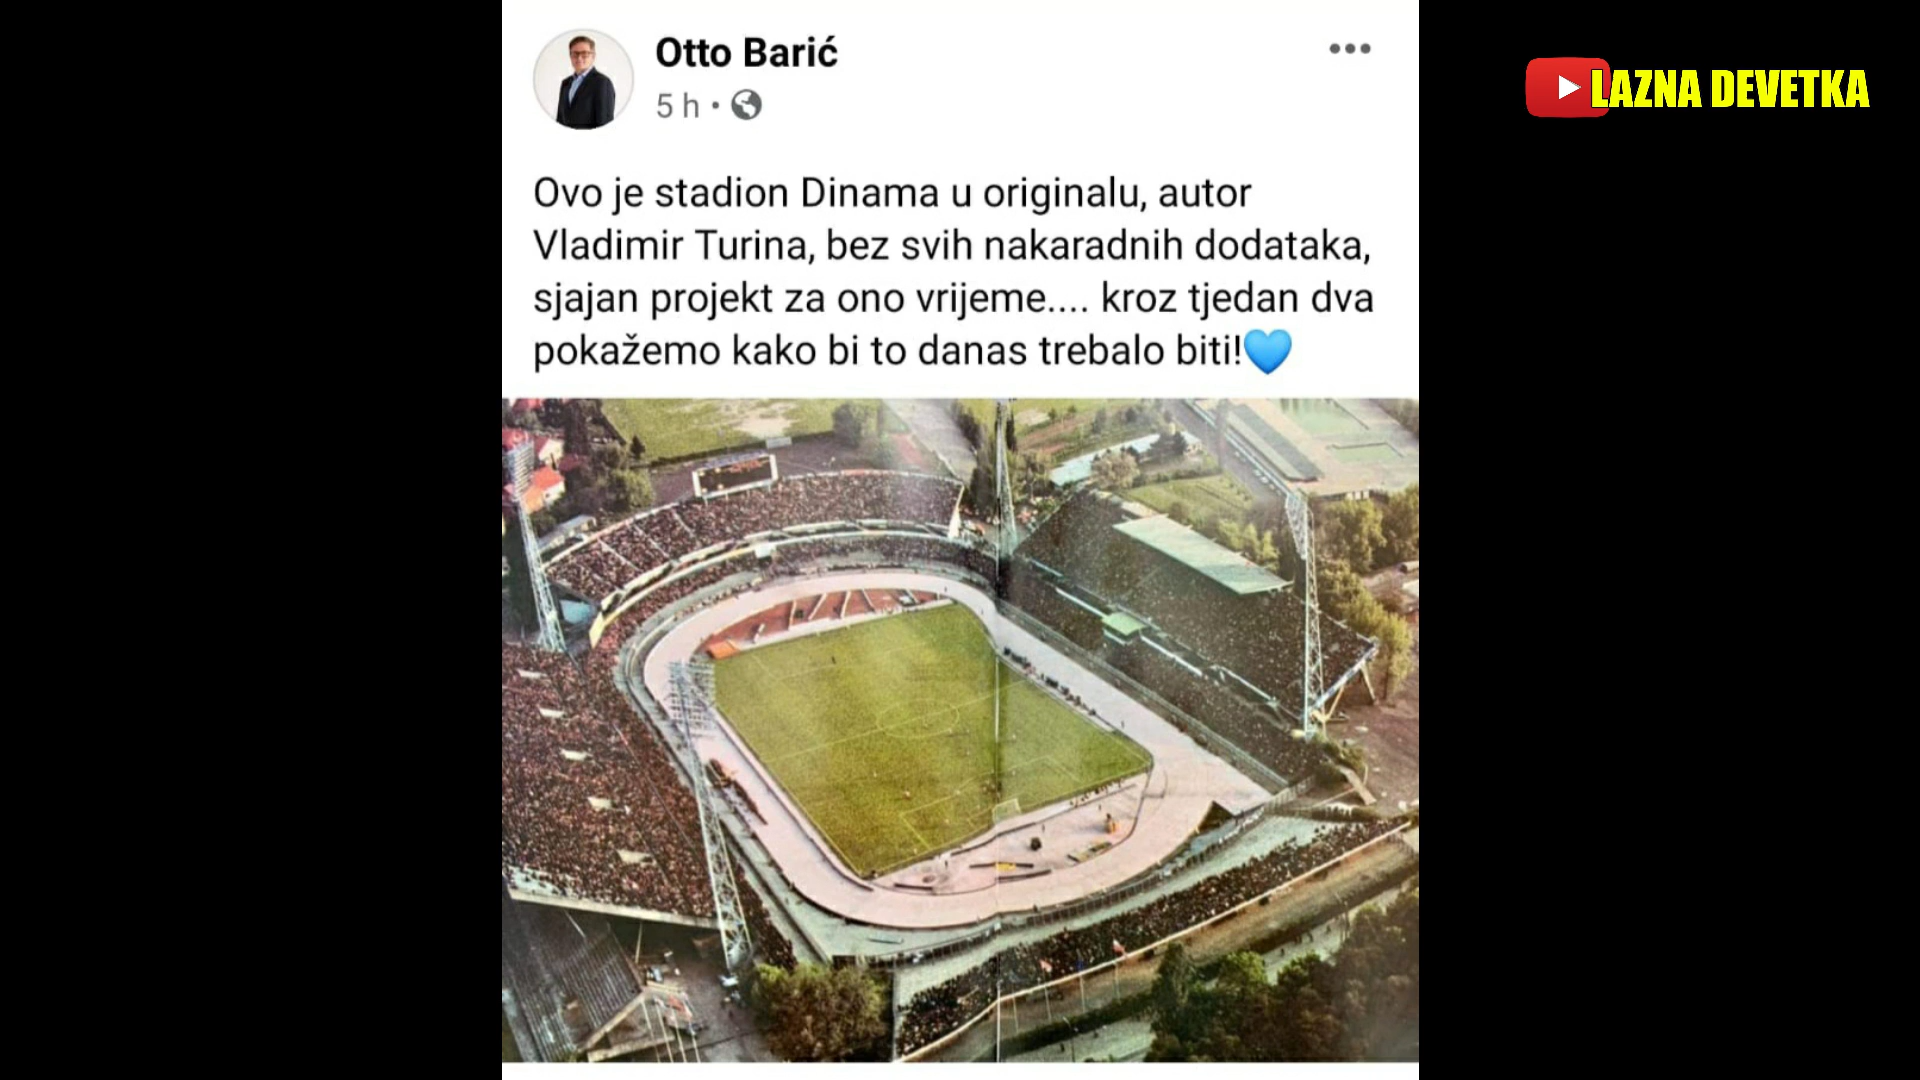 Otto Barić
5 h
LAZNA DEVETKA
Ovo je stadion Dinama u originalu, autor
Vladimir Turina, bez svih nakaradnih dodataka,
sjajan projekt za ono vrijeme.... kroz tjedan dva
pokažemo kako bi to danas trebalo biti!💙